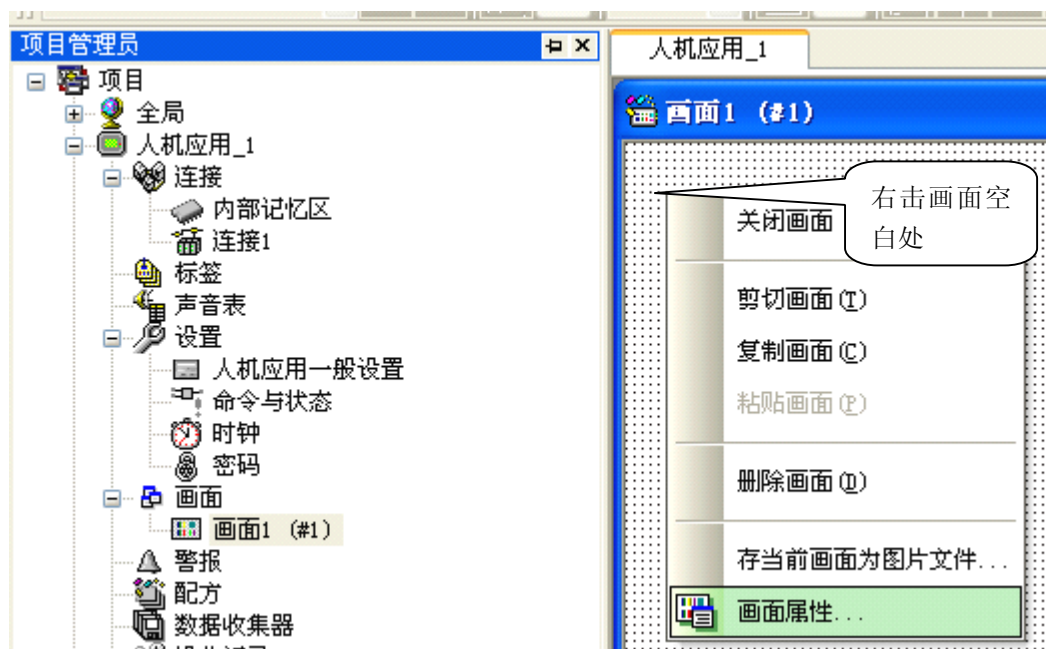 项目管理员
项目
全局
人机应用_1
连接
内部记忆区
连接1
标签
声音表
设置
人机应用一般设置
命令与状态
时钟
密码
画面
画面1 (#1)
警报
配方
数据收集器
人机应用_1
画面1 (#1)
右击画面空
白处
关闭画面
剪切画面(T)
复制画面(C)
粘贴画面(P)
删除画面(D)
存当前画面为图片文件...
画面属性...